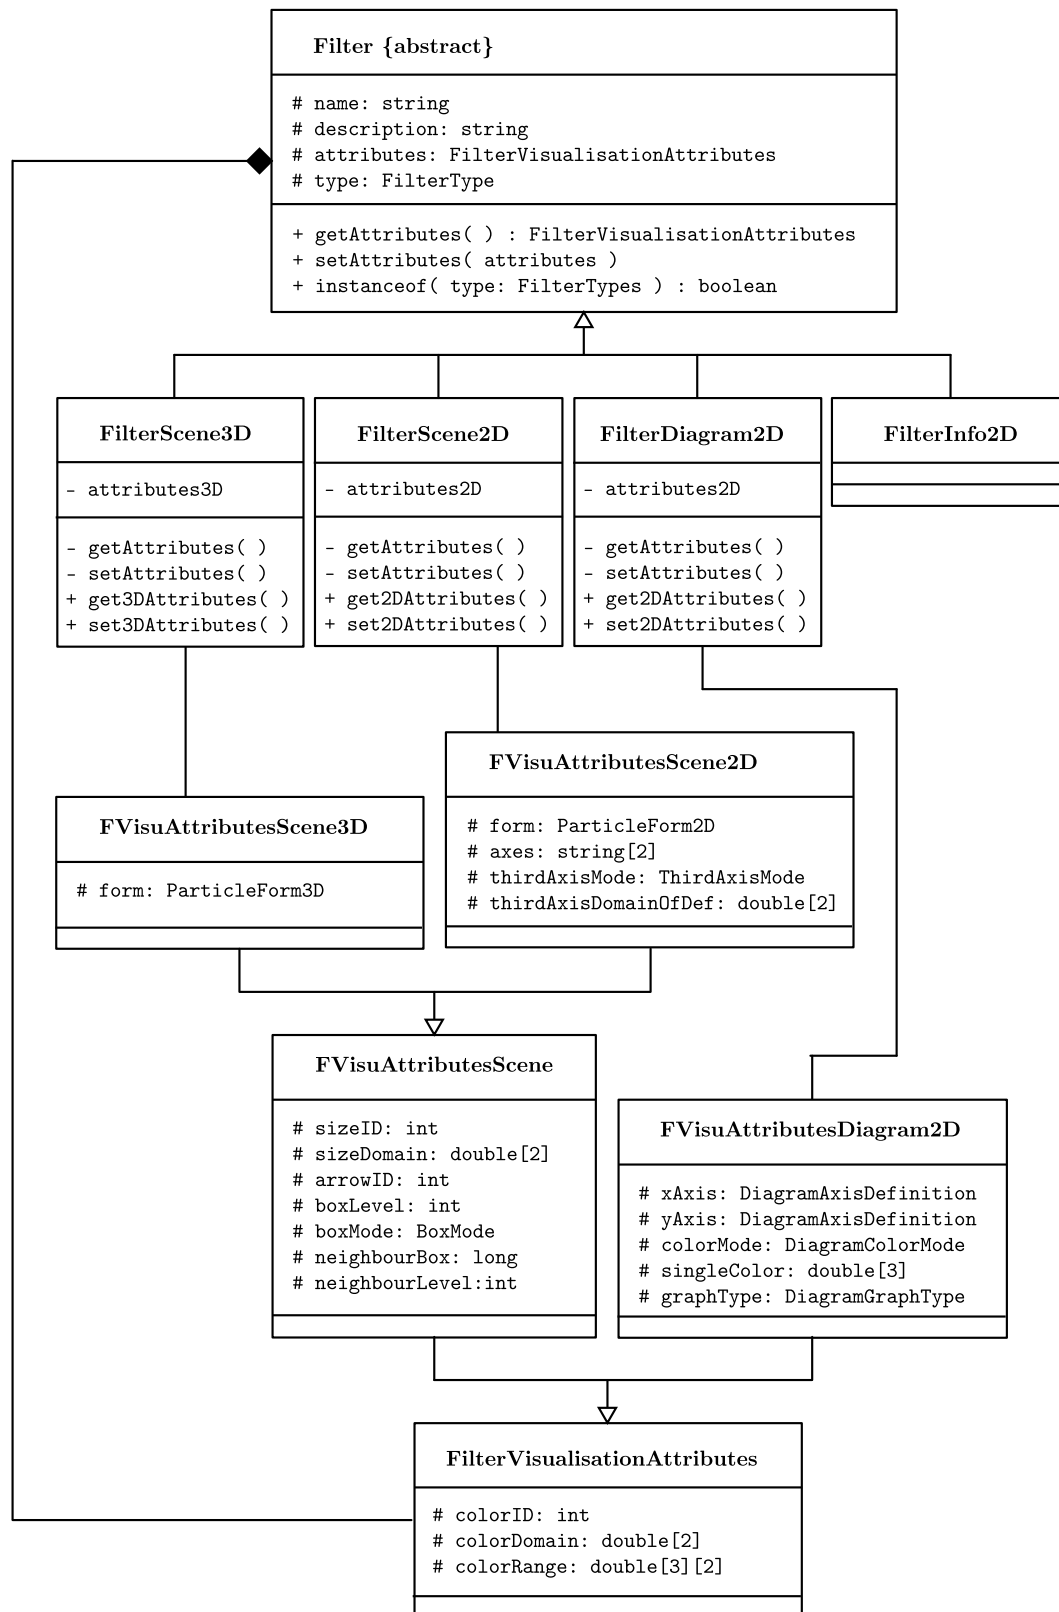 Filter {abstract}
# name: string
# description: string
# attributes: FilterVisualisationAttributes
# type: FilterType
+ getAttributes( ) : FilterVisualisationAttributes
+ setAttributes( attributes )
+ instanceof( type: FilterTypes ) : boolean
FilterScene3D
- attributes3D
- getAttributes( )
- setAttributes( )
+ get3DAttributes( )
+ set3DAttributes( )
FilterScene2D
- attributes2D
- getAttributes( )
- setAttributes( )
+ get2DAttributes( )
+ set2DAttributes( )
FilterDiagram2D
- attributes2D
- getAttributes( )
- setAttributes( )
+ get2DAttributes( )
+ set2DAttributes( )
FilterInfo2D
FVisuAttributesScene2D
# form: ParticleForm2D
# axes: string[2]
# thirdAxisMode: ThirdAxisMode
# thirdAxisDomainOfDef: double[2]
FVisuAttributesScene3D
# form: ParticleForm3D
FVisuAttributesScene
# sizeID: int
# sizeDomain: double[2]
# arrowID: int
# boxLevel: int
# boxMode: BoxMode
# neighbourBox: long
# neighbourLevel:int
FVisuAttributesDiagram2D
# xAxis: DiagramAxisDefinition
# yAxis: DiagramAxisDefinition
# colorMode: DiagramColorMode
# singleColor: double[3]
# graphType: DiagramGraphType
FilterVisualisationAttributes
# colorID: int
# colorDomain: double[2]
# colorRange: double[3][2]